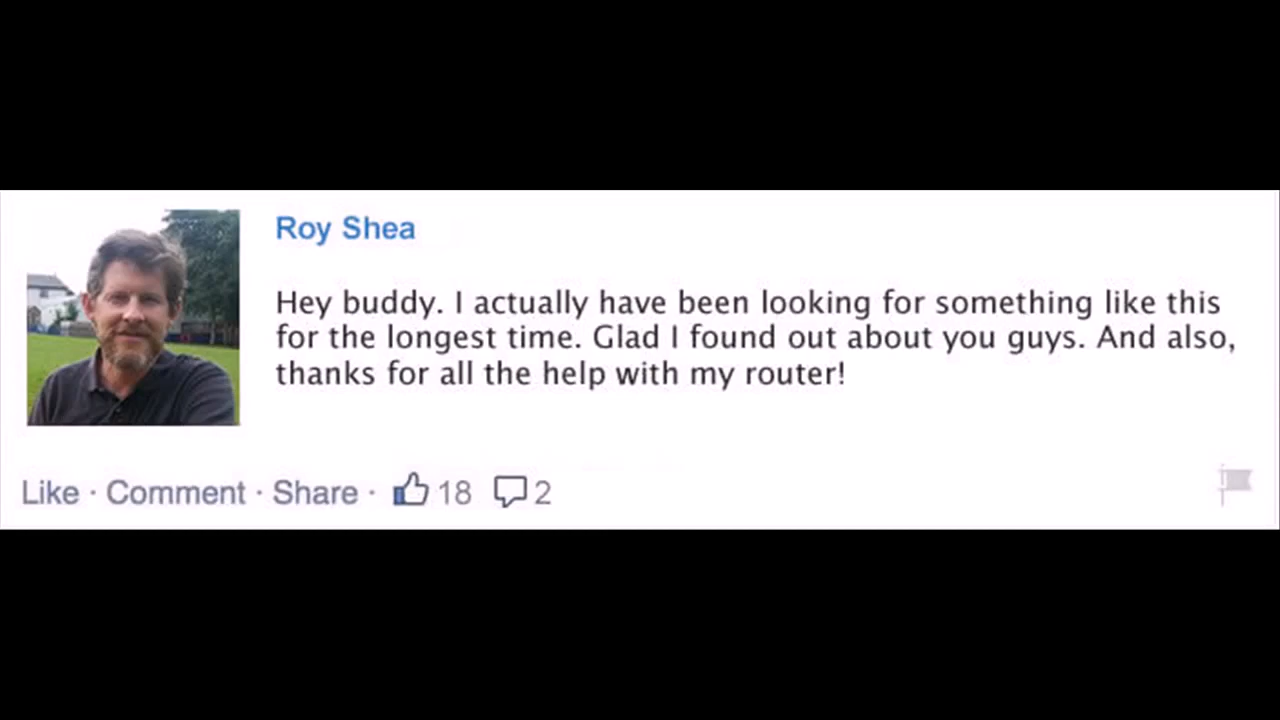 Roy Shea
Hey buddy. I actually have been looking for something like this
for the longest time. Glad I found out about you guys. And also,
thanks for all the help with my router!
Like · Comment · Share · 18 2